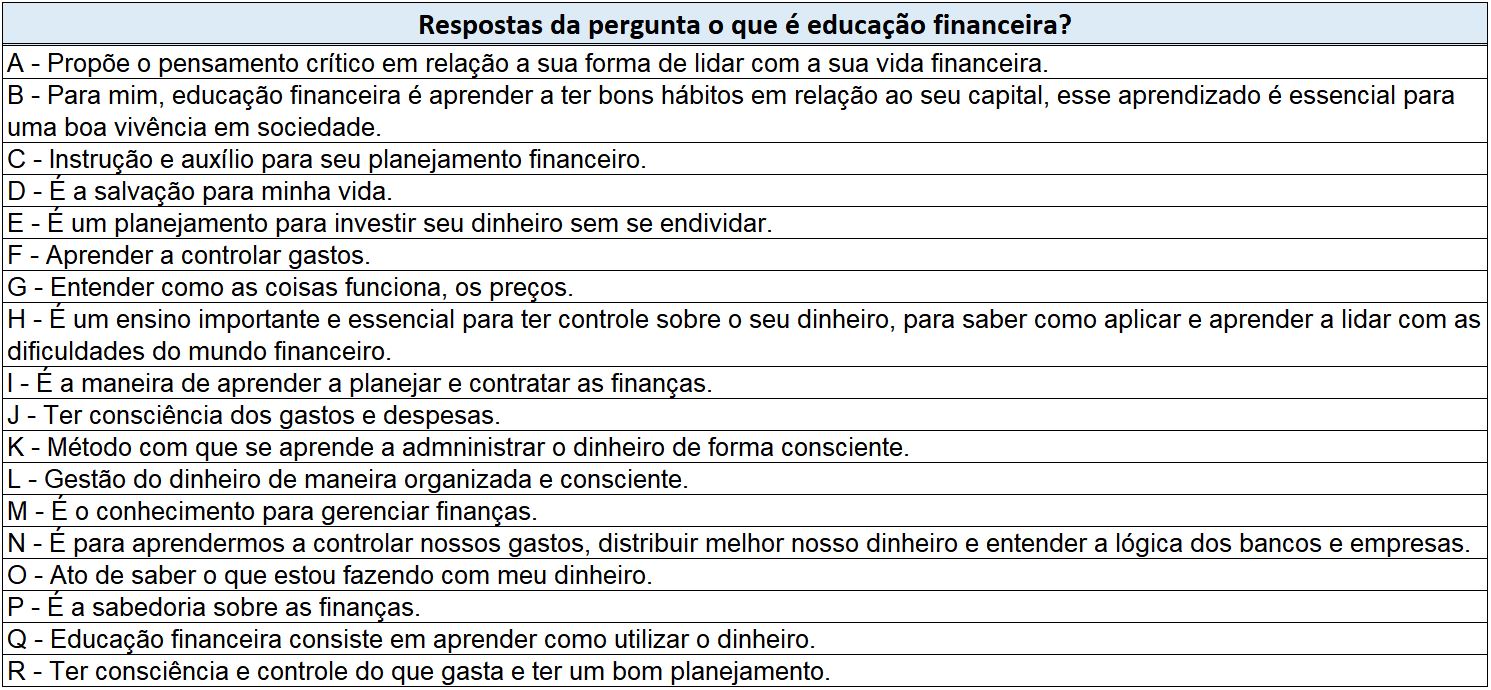 Respostas da pergunta o que é educação financeira?
A - Propõe o pensamento crítico em relação a sua forma de lidar com a sua vida financeira.
B - Para mim, educação financeira é aprender a ter bons hábitos em relação ao seu capital, esse aprendizado é essencial para
uma boa vivência em sociedade.
C - Instrução e auxílio para seu planejamento financeiro.
D - É a salvação para minha vida.
E - É um planejamento para investir seu dinheiro sem se endividar.
F - Aprender a controlar gastos.
G - Entender como as coisas funciona, os preços.
H - É um ensino importante e essencial para ter controle sobre o seu dinheiro, para saber como aplicar e aprender a lidar com as
dificuldades do mundo financeiro.
I - É a maneira de aprender a planejar e contratar as finanças.
J - Ter consciência dos gastos e despesas.
K - Método com que se aprende a admninistrar o dinheiro de forma consciente.
L - Gestão do dinheiro de maneira organizada e consciente.
M - É o conhecimento para gerenciar finanças.
N - É para aprendermos a controlar nossos gastos, distribuir melhor nosso dinheiro e entender a lógica dos bancos e empresas.
O - Ato de saber o que estou fazendo com meu dinheiro.
P - É a sabedoria sobre as finanças.
Q - Educação financeira consiste em aprender como utilizar o dinheiro.
R - Ter consciência e controle do que gasta e ter um bom planejamento.